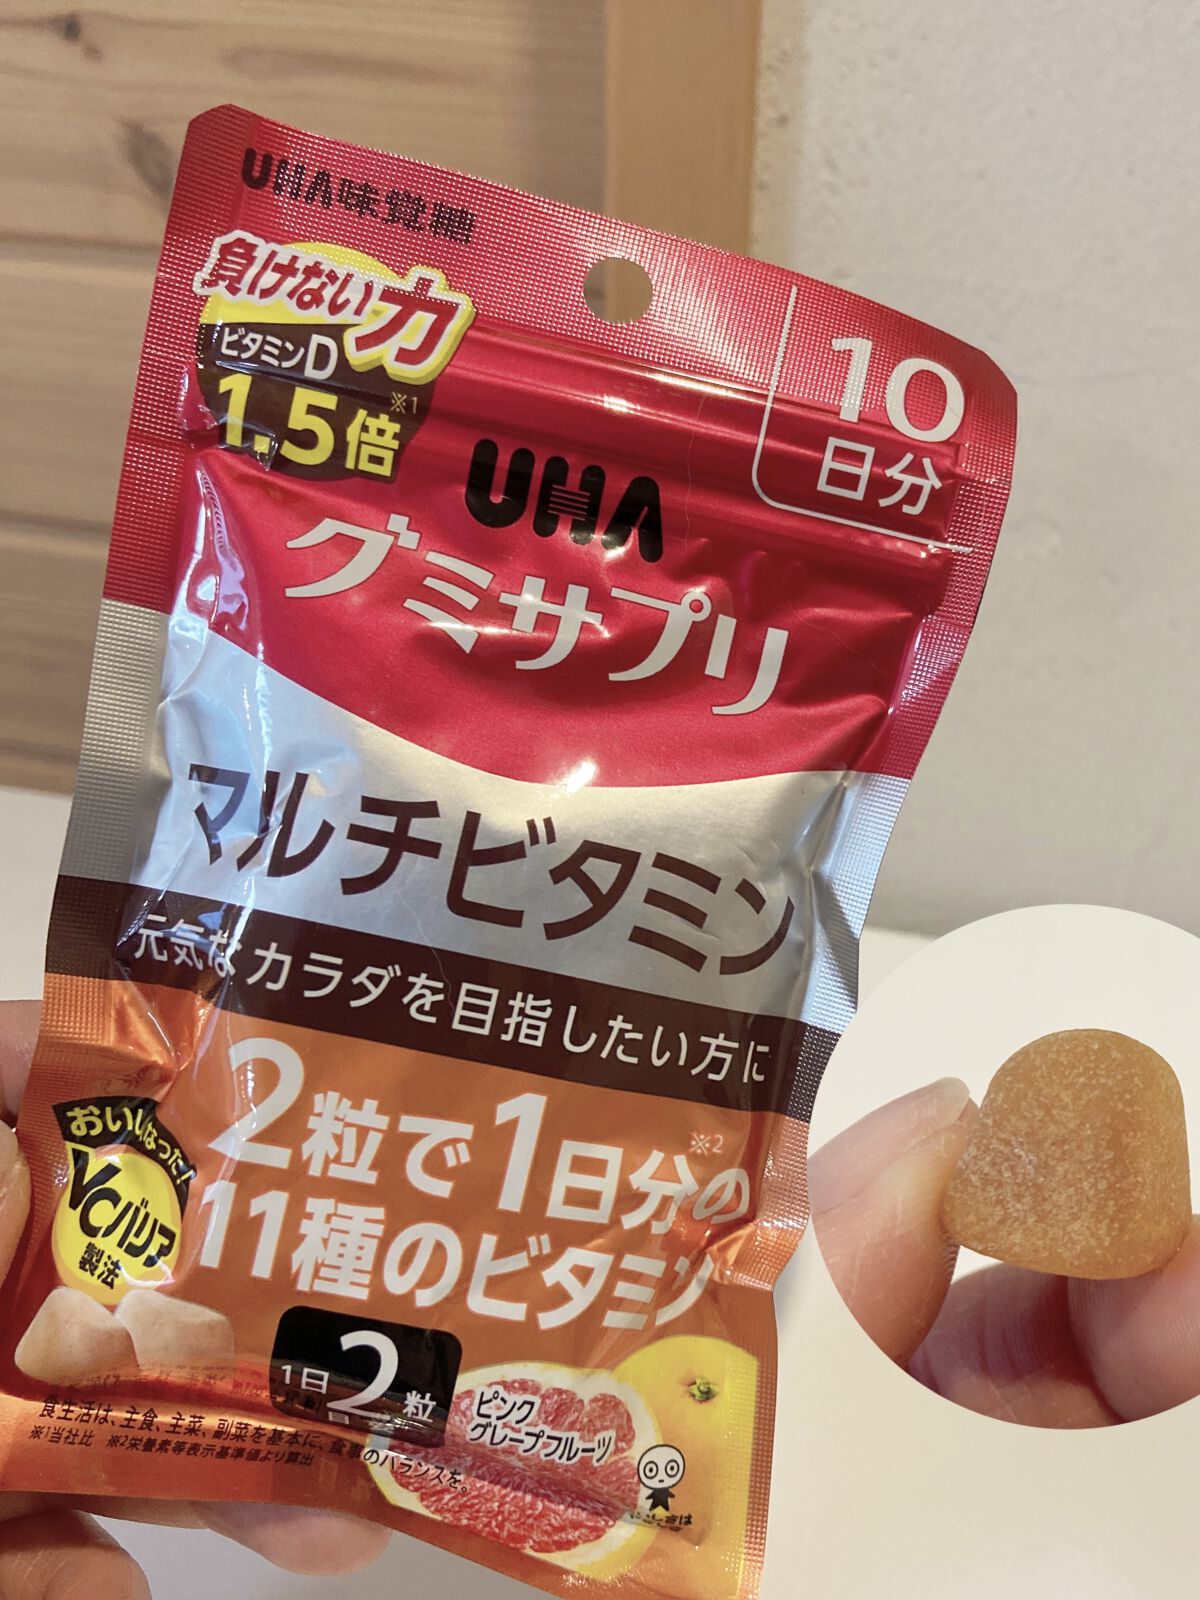 UHA味覚糖
負けない力
ビタミンD
1.5倍※1
10
日分
UHA
グミサプリ
マルチビタミン
元気なカラダを目指したい方に
2粒で1日分※2の
11種のビタミン
おいしくなった!
VCバリア
製法
1日
2粒
ピンク
グレープフルーツ
食生活は、主食、主菜、副菜を基本に、食事のバランスを。
※1当社比 ※2栄養素等表示基準値より算出